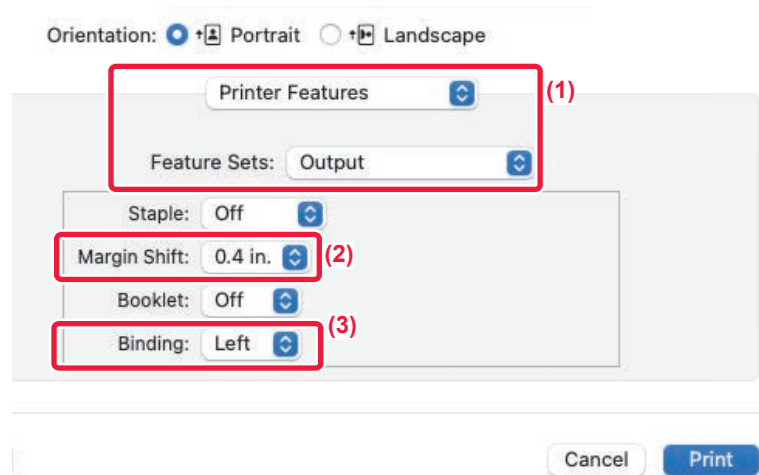 Orientation: Portrait Landscape
Printer Features
(1)
Feature Sets: Output
Staple: Off
Margin Shift: 0.4 in. (2)
Booklet: Off
(3)
Binding: Left
Cancel Print